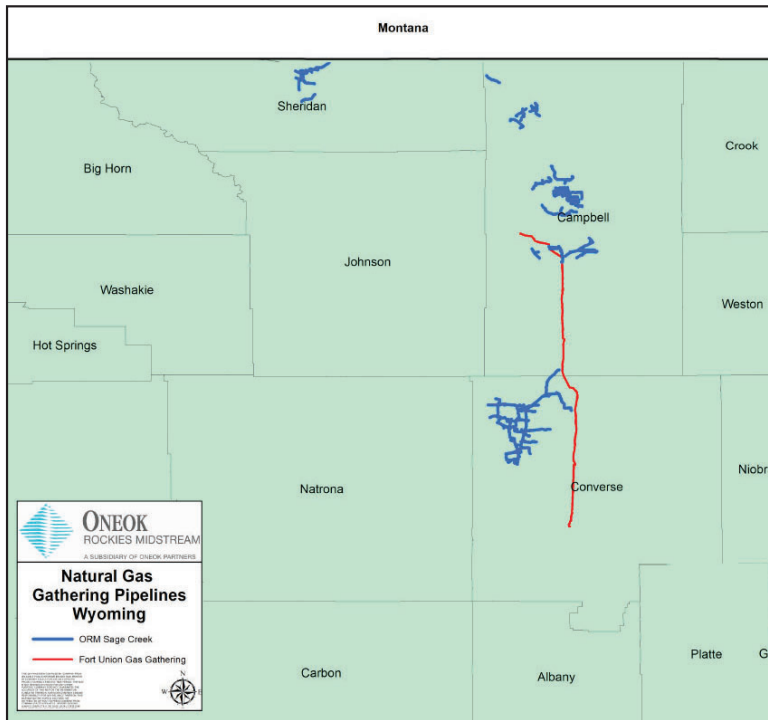 Montana
Sheridan
Crook
Big Horn
Campbell
Johnson
Washakie
Weston
Hot Springs
Natrona
Converse
Niobr
ONEOK
ROCKIES MIDSTREAM
A SUBSIDIARY OF ONEOK PARTNERS
Natural Gas
Gathering Pipelines
Wyoming
ORM Sage Creek
Fort Union Gas Gathering
N
E
S
Carbon
Albany
Platte
G